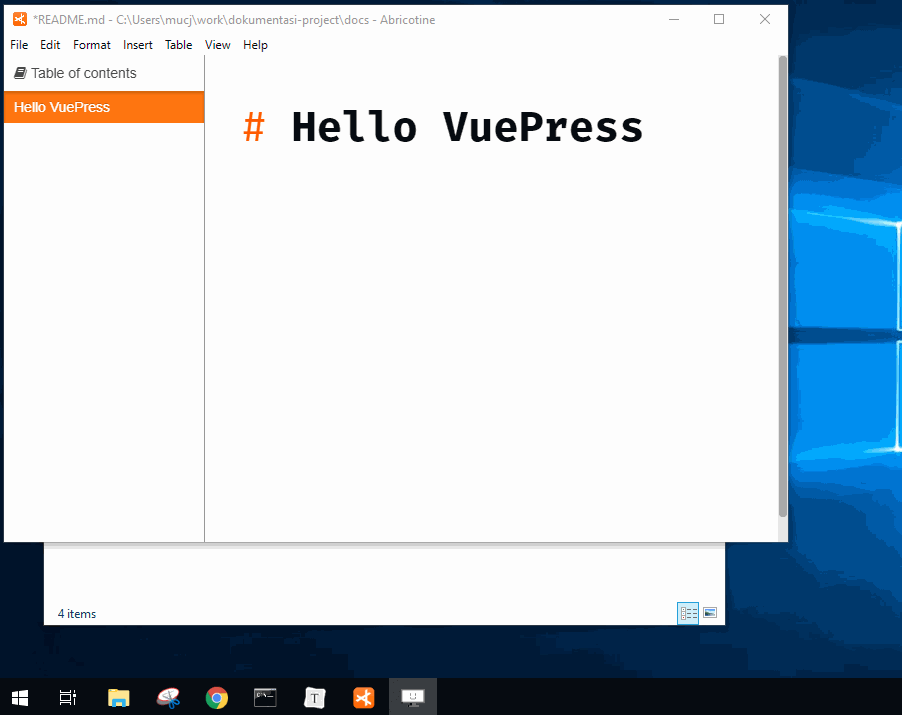 *README.md - C:\Users\mucj\work\dokumentasi-project\docs - Abricotine
File Edit Format Insert Table View Help
Table of contents
Hello VuePress
# Hello VuePress
4 items
T